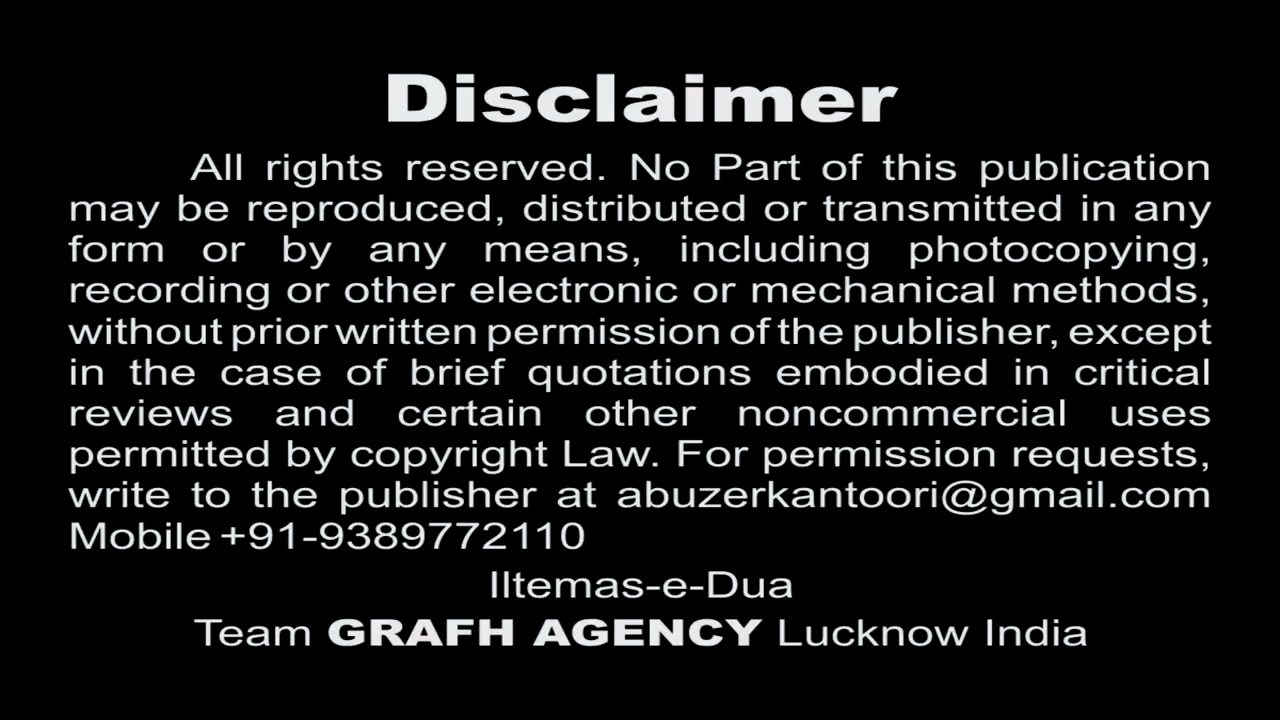 Disclaimer
All rights reserved. No Part of this publication
may be reproduced, distributed or transmitted in any
form or by any means, including photocopying,
recording or other electronic or mechanical methods,
without prior written permission of the publisher, except
in the case of brief quotations embodied in critical
reviews and certain other noncommercial uses
permitted by copyright Law. For permission requests,
write to the publisher at abuzerkantoori@gmail.com
Mobile +91-9389772110
IItemas-e-Dua
Team GRAFH AGENCY Lucknow India